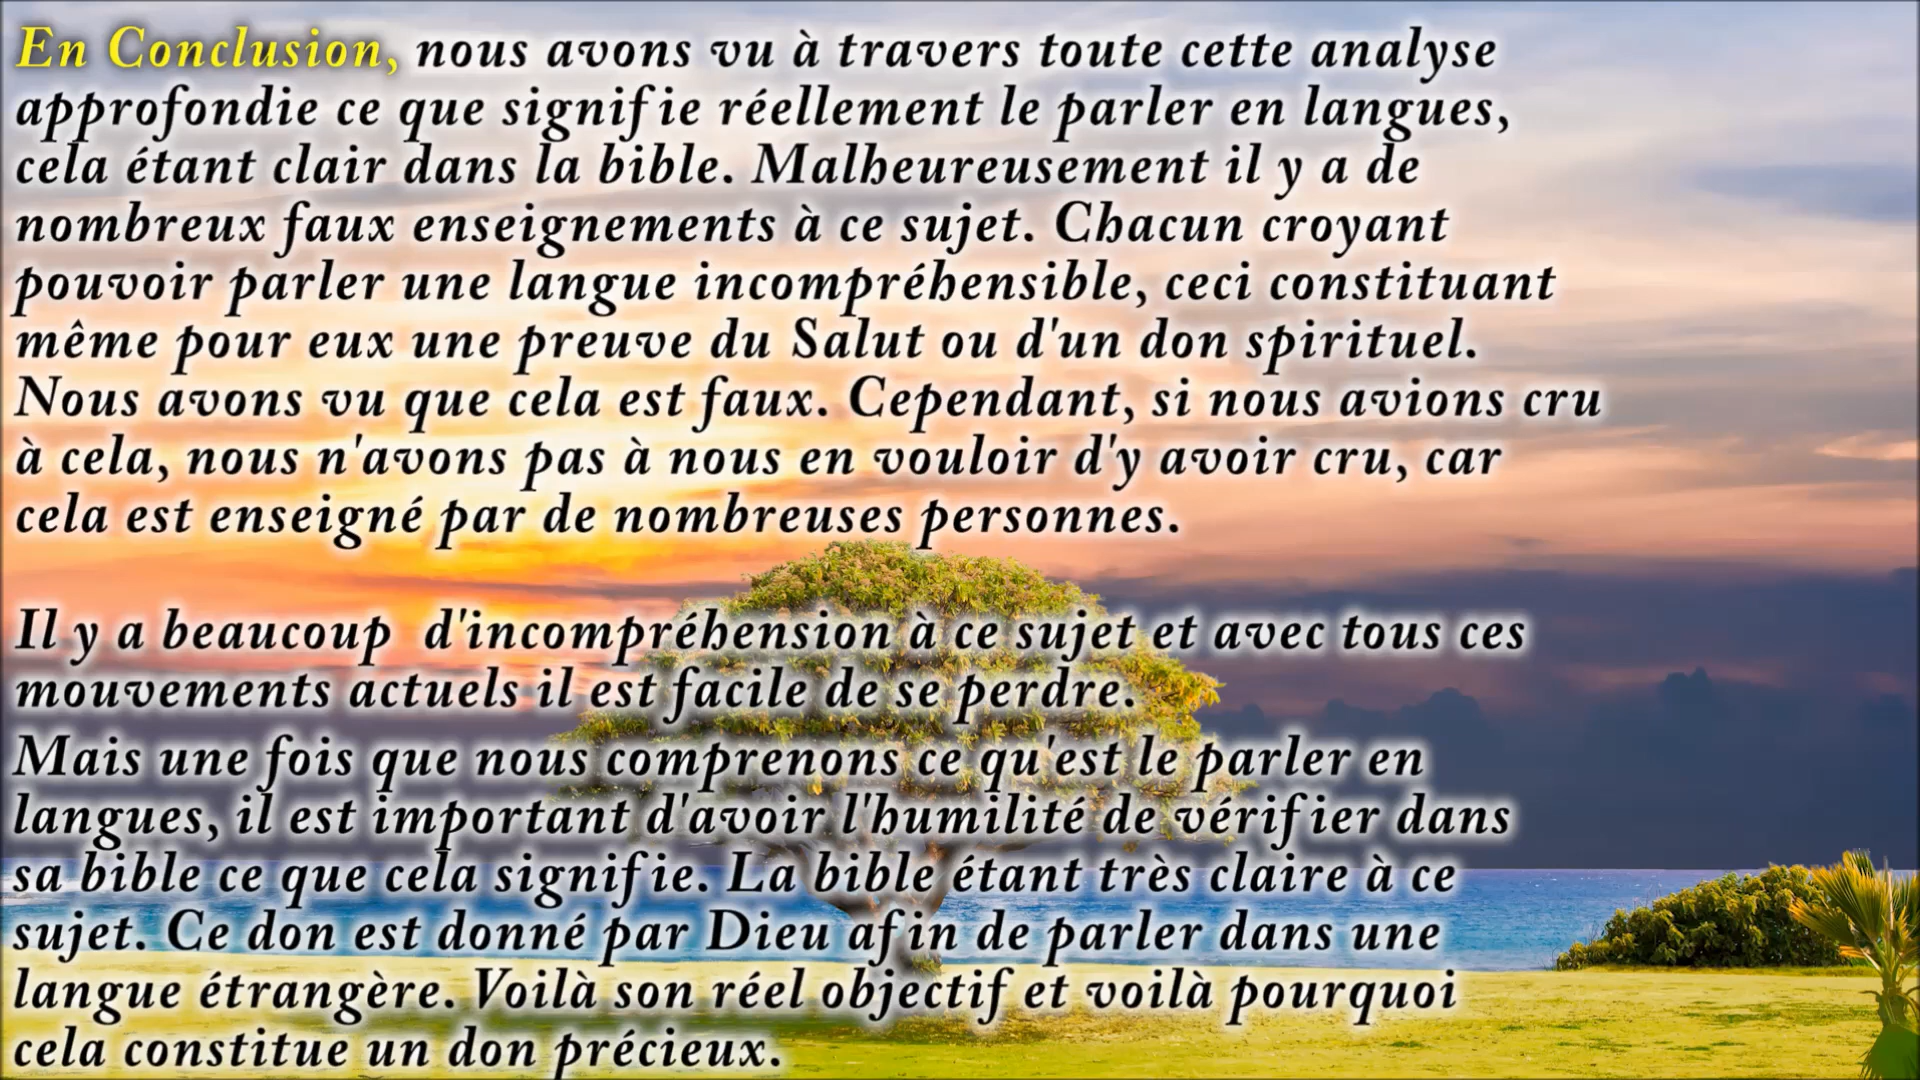 En Conclusion, nous avons vu à travers toute cette analyse
approfondie ce que signifie réellement le parler en langues,
cela étant clair dans la bible. Malheureusement il y a de
nombreux faux enseignements à ce sujet. Chacun croyant
pouvoir parler une langue incompréhensible, ceci constituant
même pour eux une preuve du Salut ou d'un don spirituel.
Nous avons vu que cela est faux. Cependant, si nous avions cru
à cela, nous n'avons pas à nous en vouloir d'y avoir cru, car
cela est enseigné par de nombreuses personnes.
Il y a beaucoup  d'incompréhension à ce sujet et avec tous ces
mouvements actuels il est facile de se perdre.
Mais une fois que nous comprenons ce qu'est le parler en
langues, il est important d'avoir l'humilité de vérifier dans
sa bible ce que cela signifie. La bible étant très claire à ce
sujet. Ce don est donné par Dieu afin de parler dans une
langue étrangère. Voilà son réel objectif et voilà pourquoi
cela constitue un don précieux.